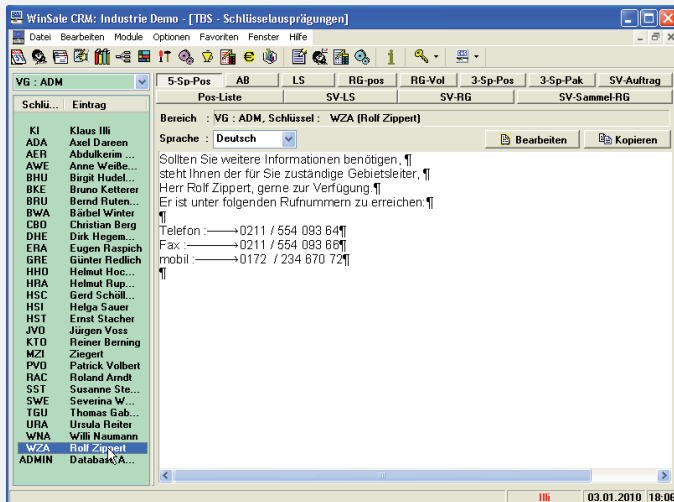 WinSale CRM: Industrie Demo - [TBS - Schlüsselausprägungen]
Datei Bearbeiten Module Optionen Favoriten Fenster Hilfe
VG : ADM
5-Sp-Pos AB LS RG-pos RG-Vol 3-Sp-Pos 3-Sp-Pak SV-Auftrag
Pos-Liste SV-LS SV-RG SV-Sammel-RG
Schlü... Eintrag
Bereich : VG : ADM, Schlüssel : WZA (Rolf Zippert)
Sprache : Deutsch Bearbeiten Kopieren
KI Klaus Illi
ADA Axel Dareen
AER Abdulkerim ...
AWE Anne Weiße...
BHU Birgit Hudel...
BKE Bruno Ketterer
BRU Bernd Ruten...
BWA Bärbel Winter
CBO Christian Berg
DHE Dirk Hegem...
ERA Eugen Raspich
GRE Günter Redlich
HHO Helmut Hoc...
HRA Helmut Rup...
HSC Gerd Schöll...
HSI Helga Sauer
HST Ernst Stacher
JVO Jürgen Voss
KTO Reiner Berning
MZI Ziegert
PVO Patrick Volbert
RAC Roland Arndt
SST Susanne Ste...
SWE Severina W...
TGU Thomas Gab...
URA Ursula Reiter
WNA Willi Naumann
WZA Rolf Zippert
ADMIN Database A...
Sollten Sie weitere Informationen benötigen, ¶
steht Ihnen der für Sie zuständige Gebietsleiter, ¶
Herr Rolf Zippert, gerne zur Verfügung.¶
Er ist unter folgenden Rufnummern zu erreichen:¶
¶
Telefon :→0211 / 554 093 64¶
Fax :→0211 / 554 093 66¶
mobil :→0172 / 234 670 72¶
¶
Illi 03.01.2010 18:06